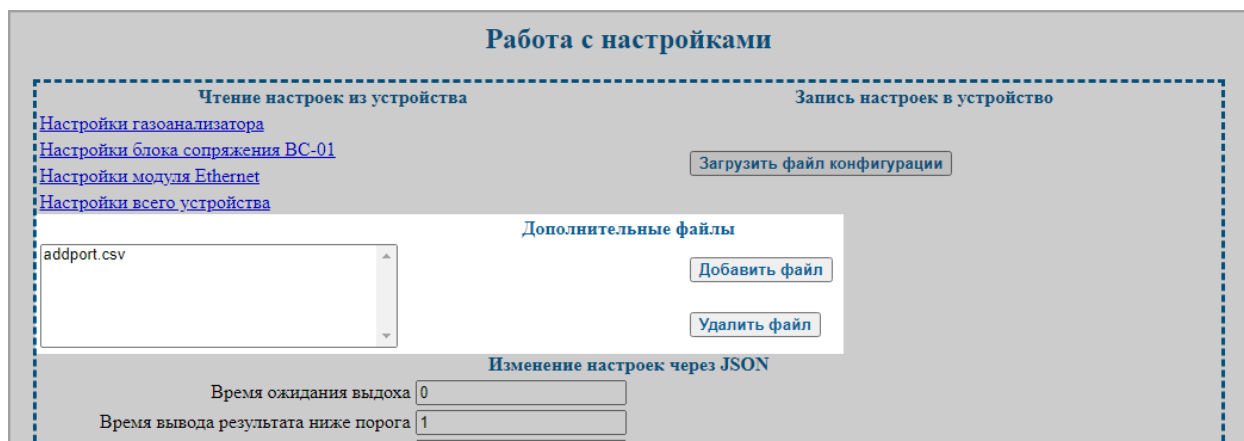 Работа с настройками
Чтение настроек из устройства
Запись настроек в устройство
Настройки газоанализатора
Настройки блока сопряжения ВС-01
Загрузить файл конфигурации
Настройки модуля Ethernet
Настройки всего устройства
Дополнительные файлы
addport.csv
Добавить файл
Удалить файл
Изменение настроек через JSON
Время ожидания выдоха 0
Время вывода результата ниже порога 1